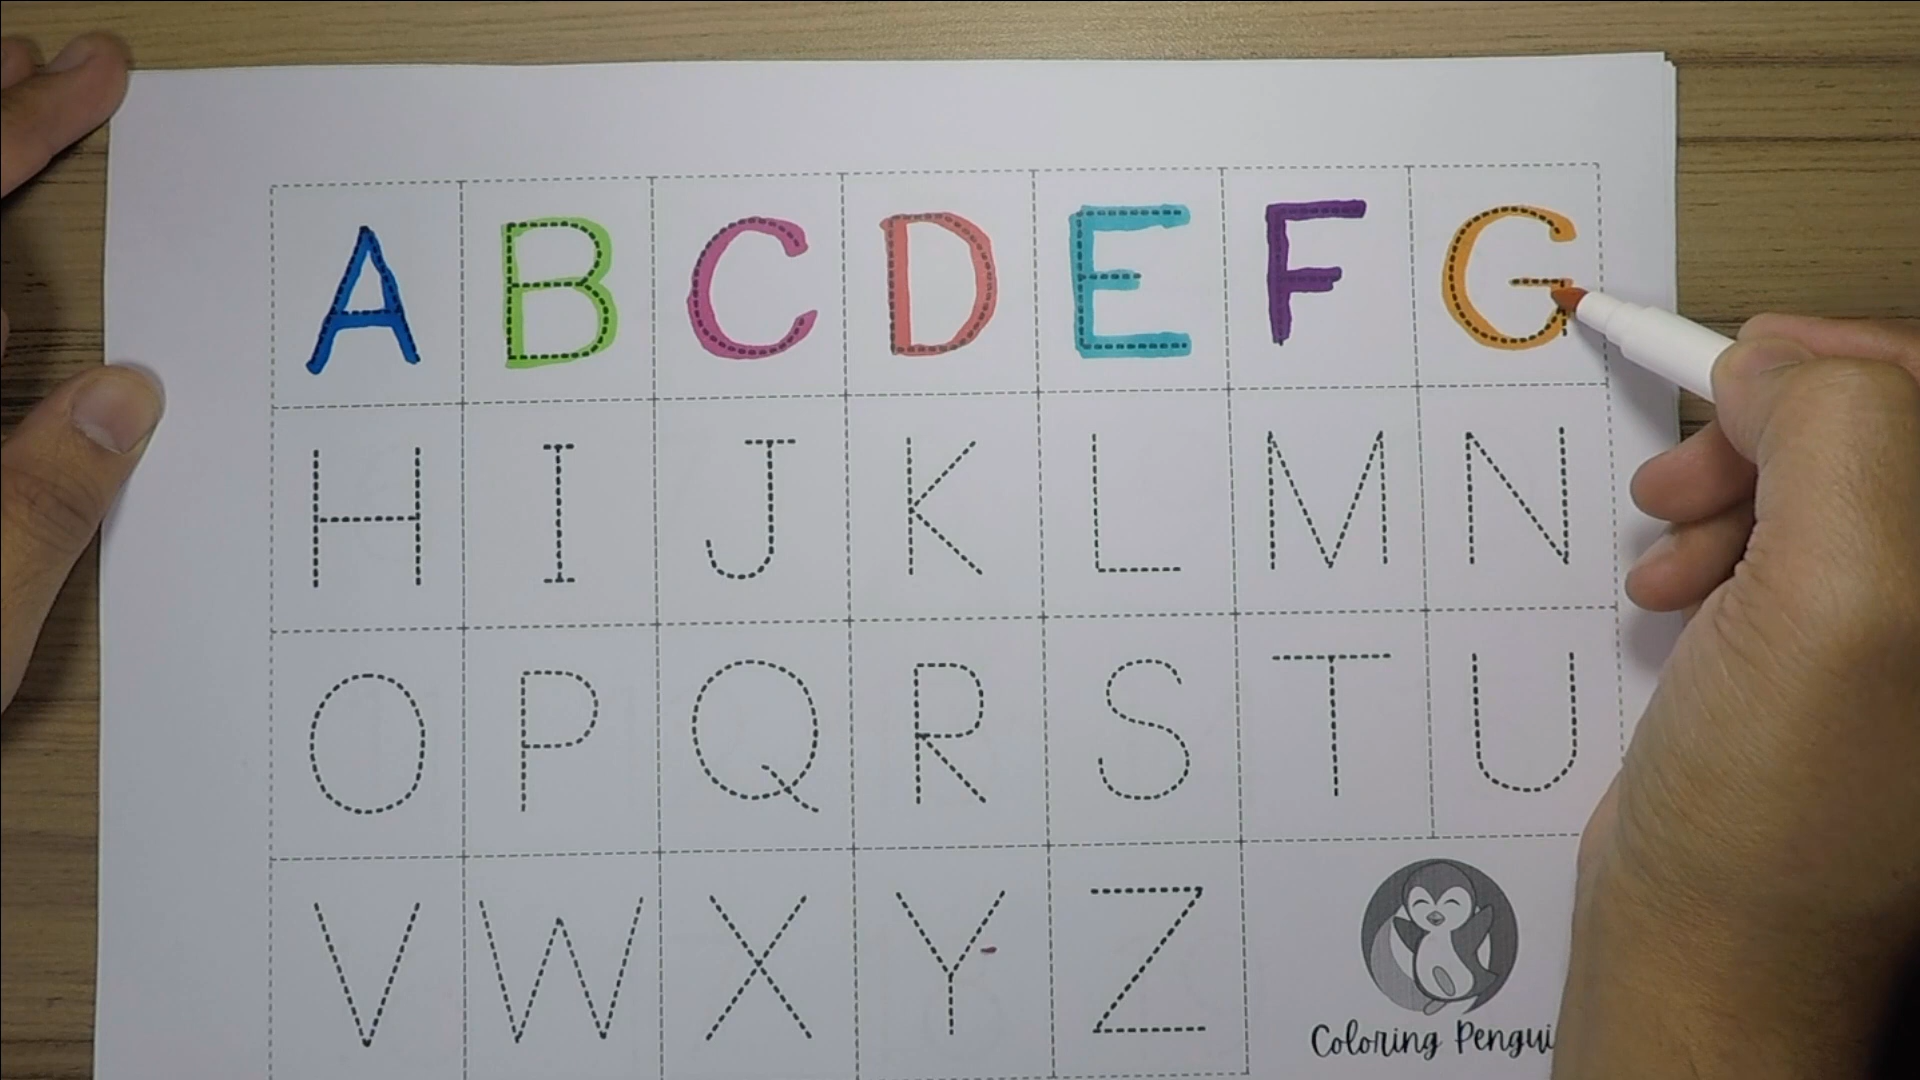 A B C D E F G
H I J K L M N
O P Q R S T U
V W X Y Z
Coloring Pengui